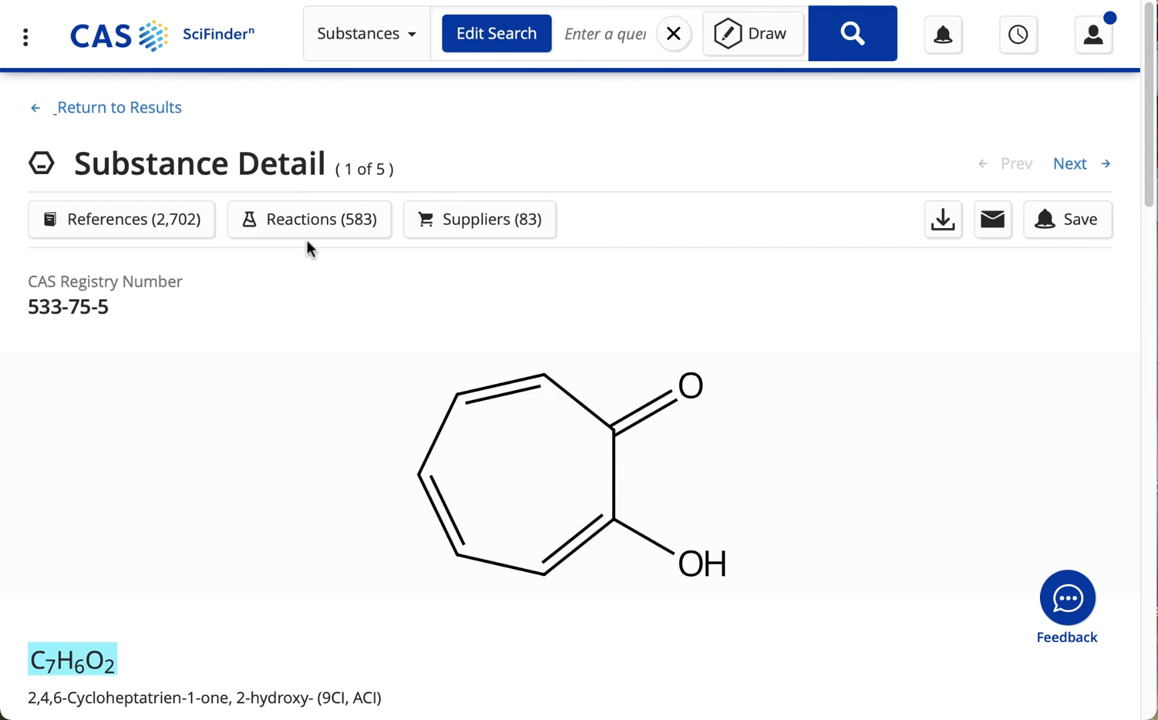 CAS SciFinderⁿ Substances Edit Search Enter a que Draw
Return to Results
Substance Detail ( 1 of 5 ) Prev Next
References (2,702) Reactions (583) Suppliers (83) Save
CAS Registry Number
533-75-5
O
OH
Feedback
C₇H₆O₂
2,4,6-Cycloheptatrien-1-one, 2-hydroxy- (9CI, ACI)